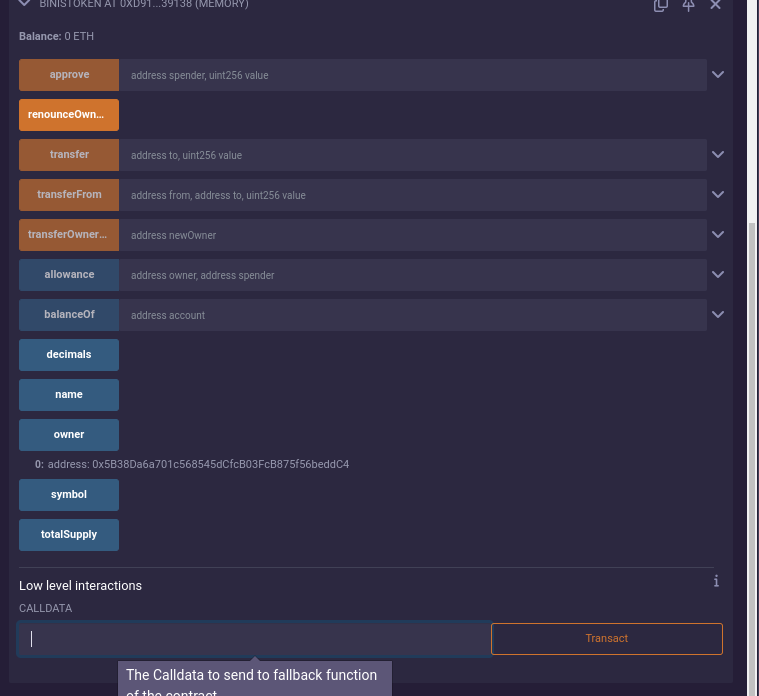 BINISTOKEN AT 0XD91...39138 (MEMORY)
Balance: 0 ETH
approve address spender, uint256 value
renounceOwn...
transfer address to, uint256 value
transferFrom address from, address to, uint256 value
transferOwner... address newOwner
allowance address owner, address spender
balanceOf address account
decimals
name
owner
0: address: 0x5B38Da6a701c568545dCfcB03FcB875f56beddC4
symbol
totalSupply
Low level interactions
CALLDATA
Transact
The Calldata to send to fallback function
of the contract